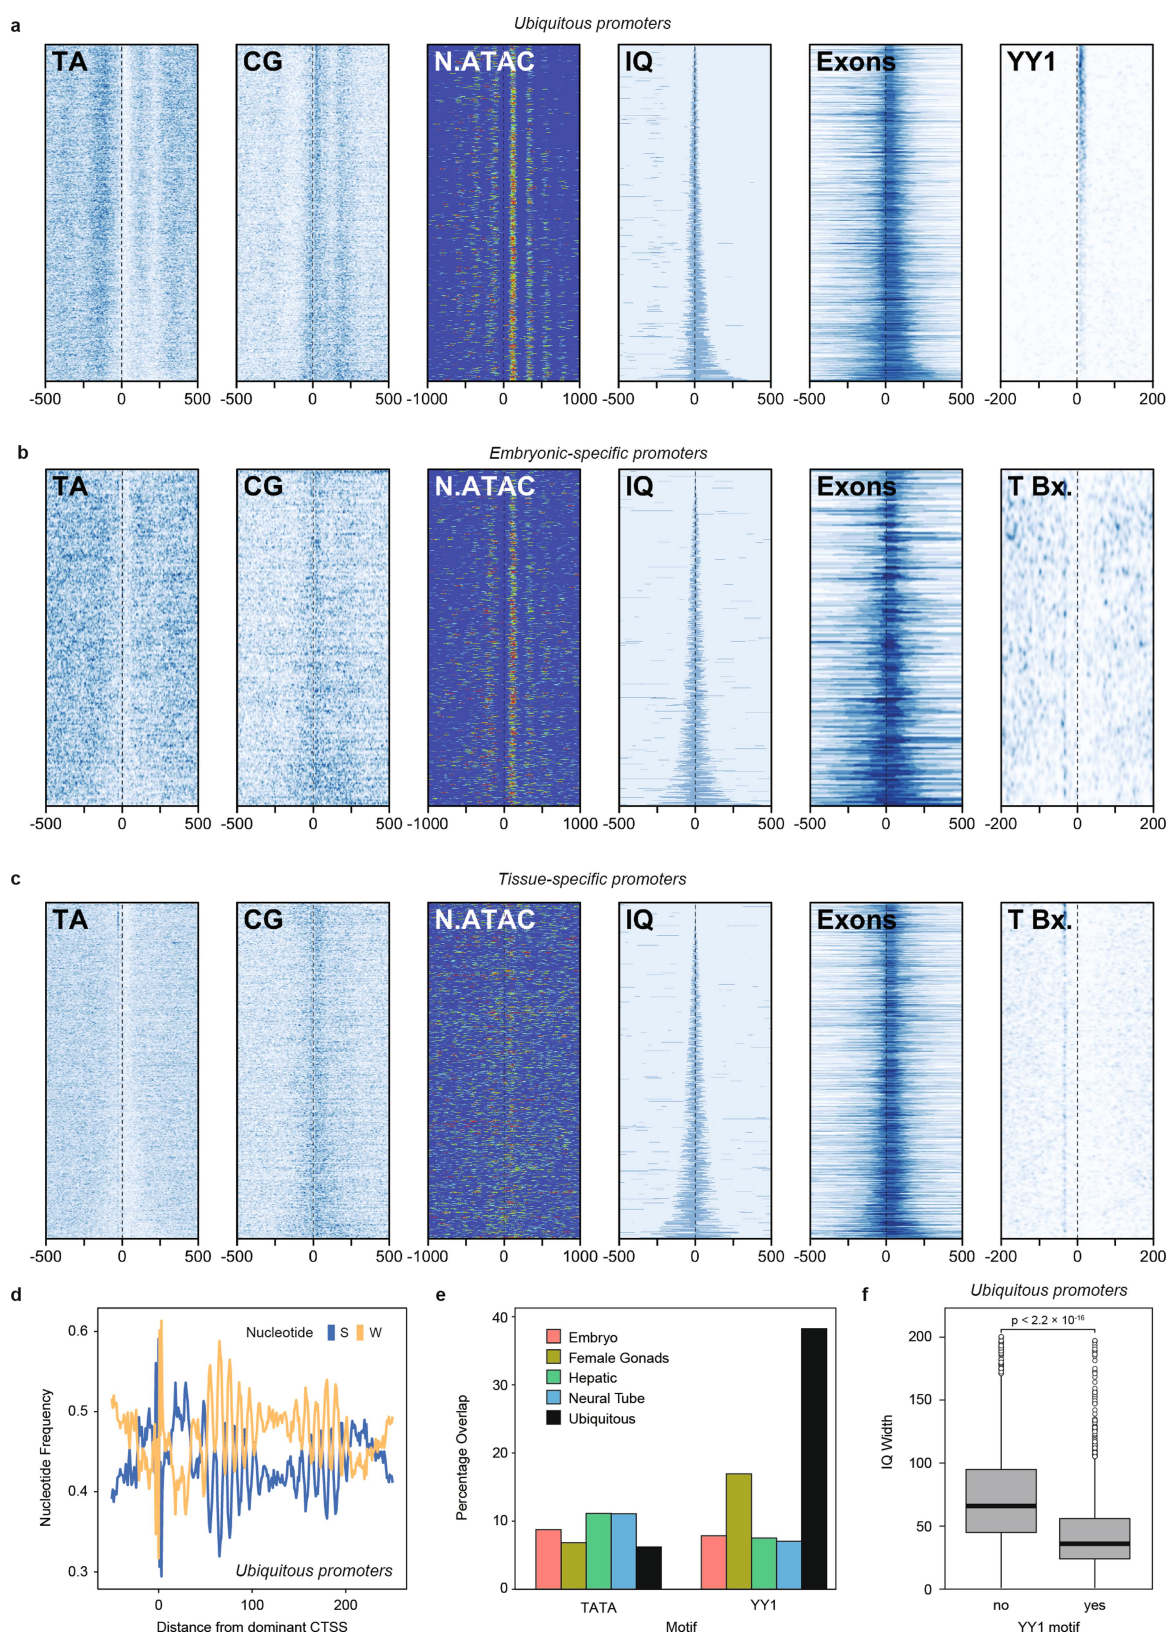 a
Ubiquitous promoters
TA
CG
N.ATAC
IQ
Exons
YY1
-500 0 500
-500 0 500
-1000 0 1000
-500 0 500
-500 0 500
-200 0 200
b
Embryonic-specific promoters
TA
CG
N.ATAC
IQ
Exons
T Bx.
-500 0 500
-500 0 500
-1000 0 1000
-500 0 500
-500 0 500
-200 0 200
c
Tissue-specific promoters
TA
CG
N.ATAC
IQ
Exons
T Bx.
-500 0 500
-500 0 500
-1000 0 1000
-500 0 500
-500 0 500
-200 0 200
d
Nucleotide S W
Nucleotide Frequency
0.6
0.5
0.4
0.3
Ubiquitous promoters
0 100 200
Distance from dominant CTSS
e
Percentage Overlap
40
30
20
10
0
Embryo
Female Gonads
Hepatic
Neural Tube
Ubiquitous
TATA YY1
Motif
f
Ubiquitous promoters
p < 2.2 × 10-16
IQ Width
200
150
100
50
0
no yes
YY1 motif